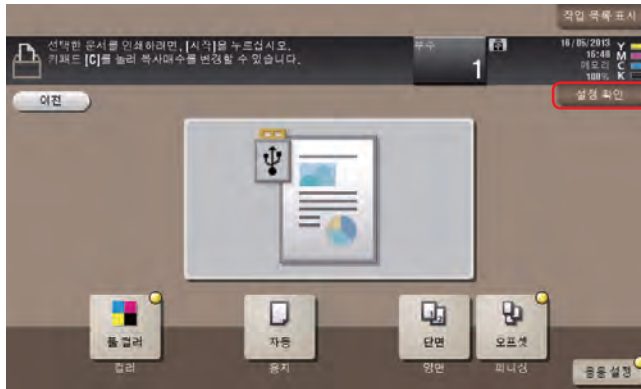 작업 목록 표시
선택한 문서를 인쇄하려면, [시작]을 누르십시오.
키패드 [C]를 눌러 복사매수를 변경할 수 있습니다.
부수
1
16/05/2013
15:48
메모리
100%
Y
M
C
K
이전
설정 확인
풀 컬러
자동
단면
오프셋
컬러
용지
양면
피니싱
응용 설정